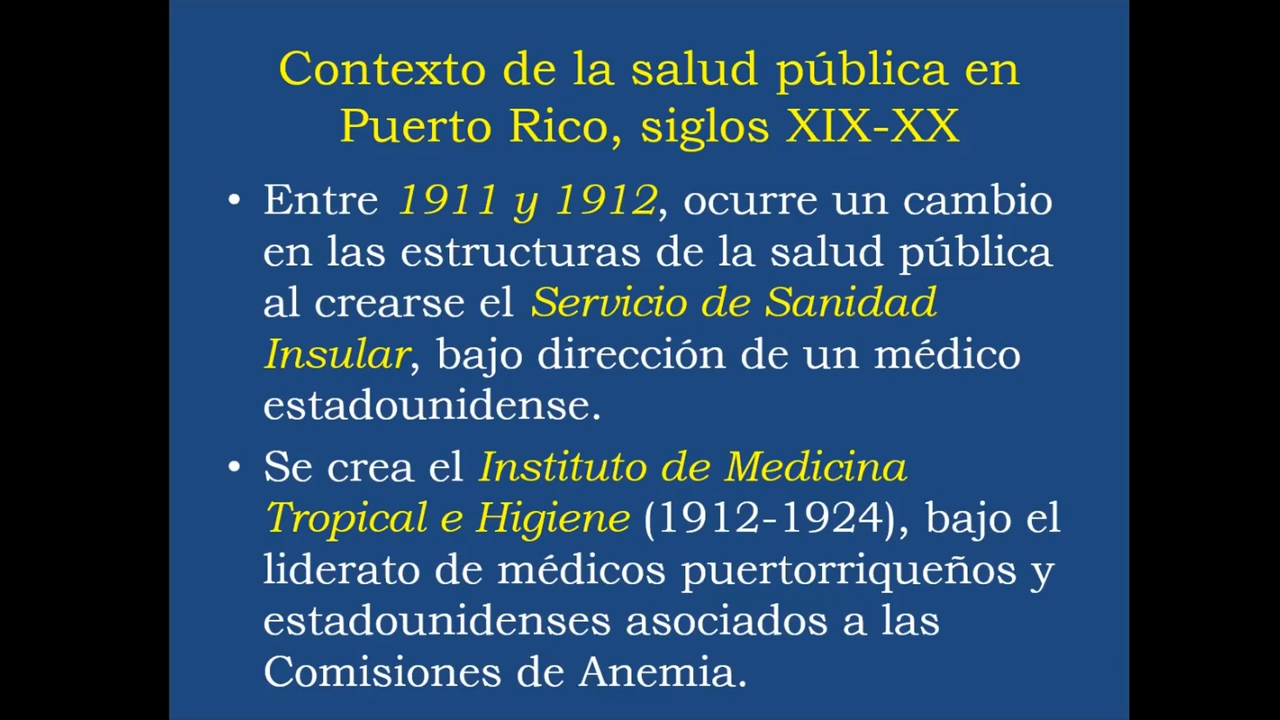 Contexto de la salud pública en
Puerto Rico, siglos XIX-XX
• Entre 1911 y 1912, ocurre un cambio
en las estructuras de la salud pública
al crearse el Servicio de Sanidad
Insular, bajo dirección de un médico
estadounidense.
• Se crea el Instituto de Medicina
Tropical e Higiene (1912-1924), bajo el
liderato de médicos puertorriqueños y
estadounidenses asociados a las
Comisiones de Anemia.